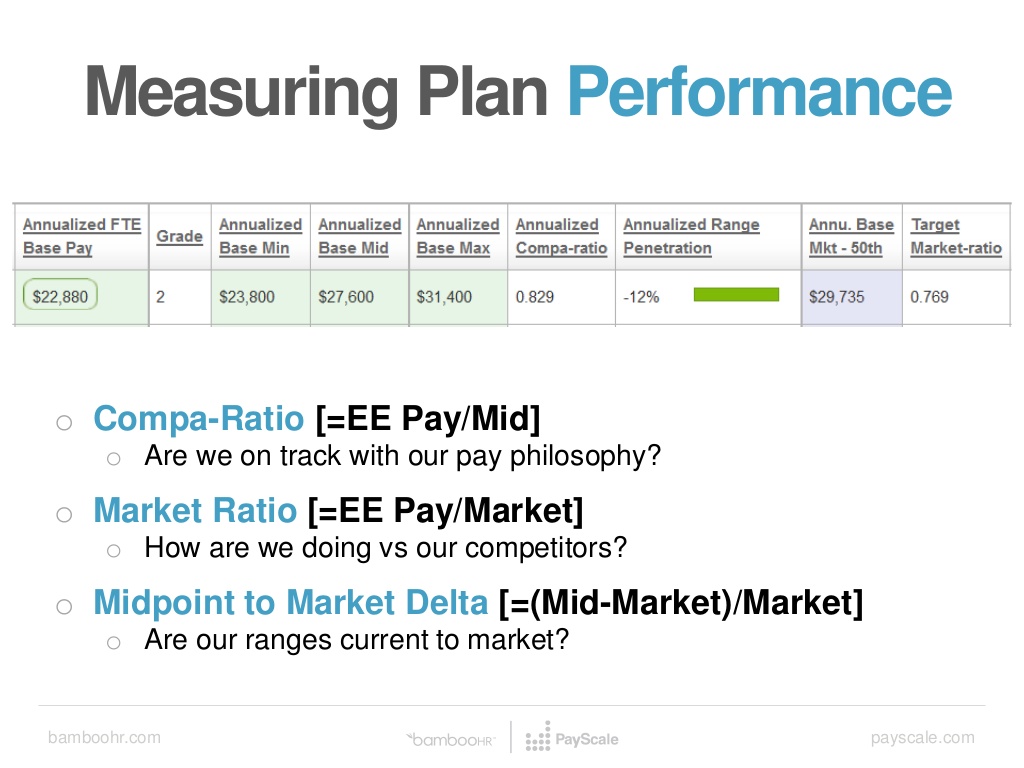 Measuring Plan Performance
Annualized FTE Base Pay Grade Annualized Base Min Annualized Base Mid Annualized Base Max Annualized Compa-ratio Annualized Range Penetration Annu. Base Mkt - 50th Target Market-ratio
$22,880 2 $23,800 $27,600 $31,400 0.829 -12% $29,735 0.769
o Compa-Ratio [=EE Pay/Mid]
o Are we on track with our pay philosophy?
o Market Ratio [=EE Pay/Market]
o How are we doing vs our competitors?
o Midpoint to Market Delta [=(Mid-Market)/Market]
o Are our ranges current to market?
bamboohr.com bambooHR PayScale payscale.com